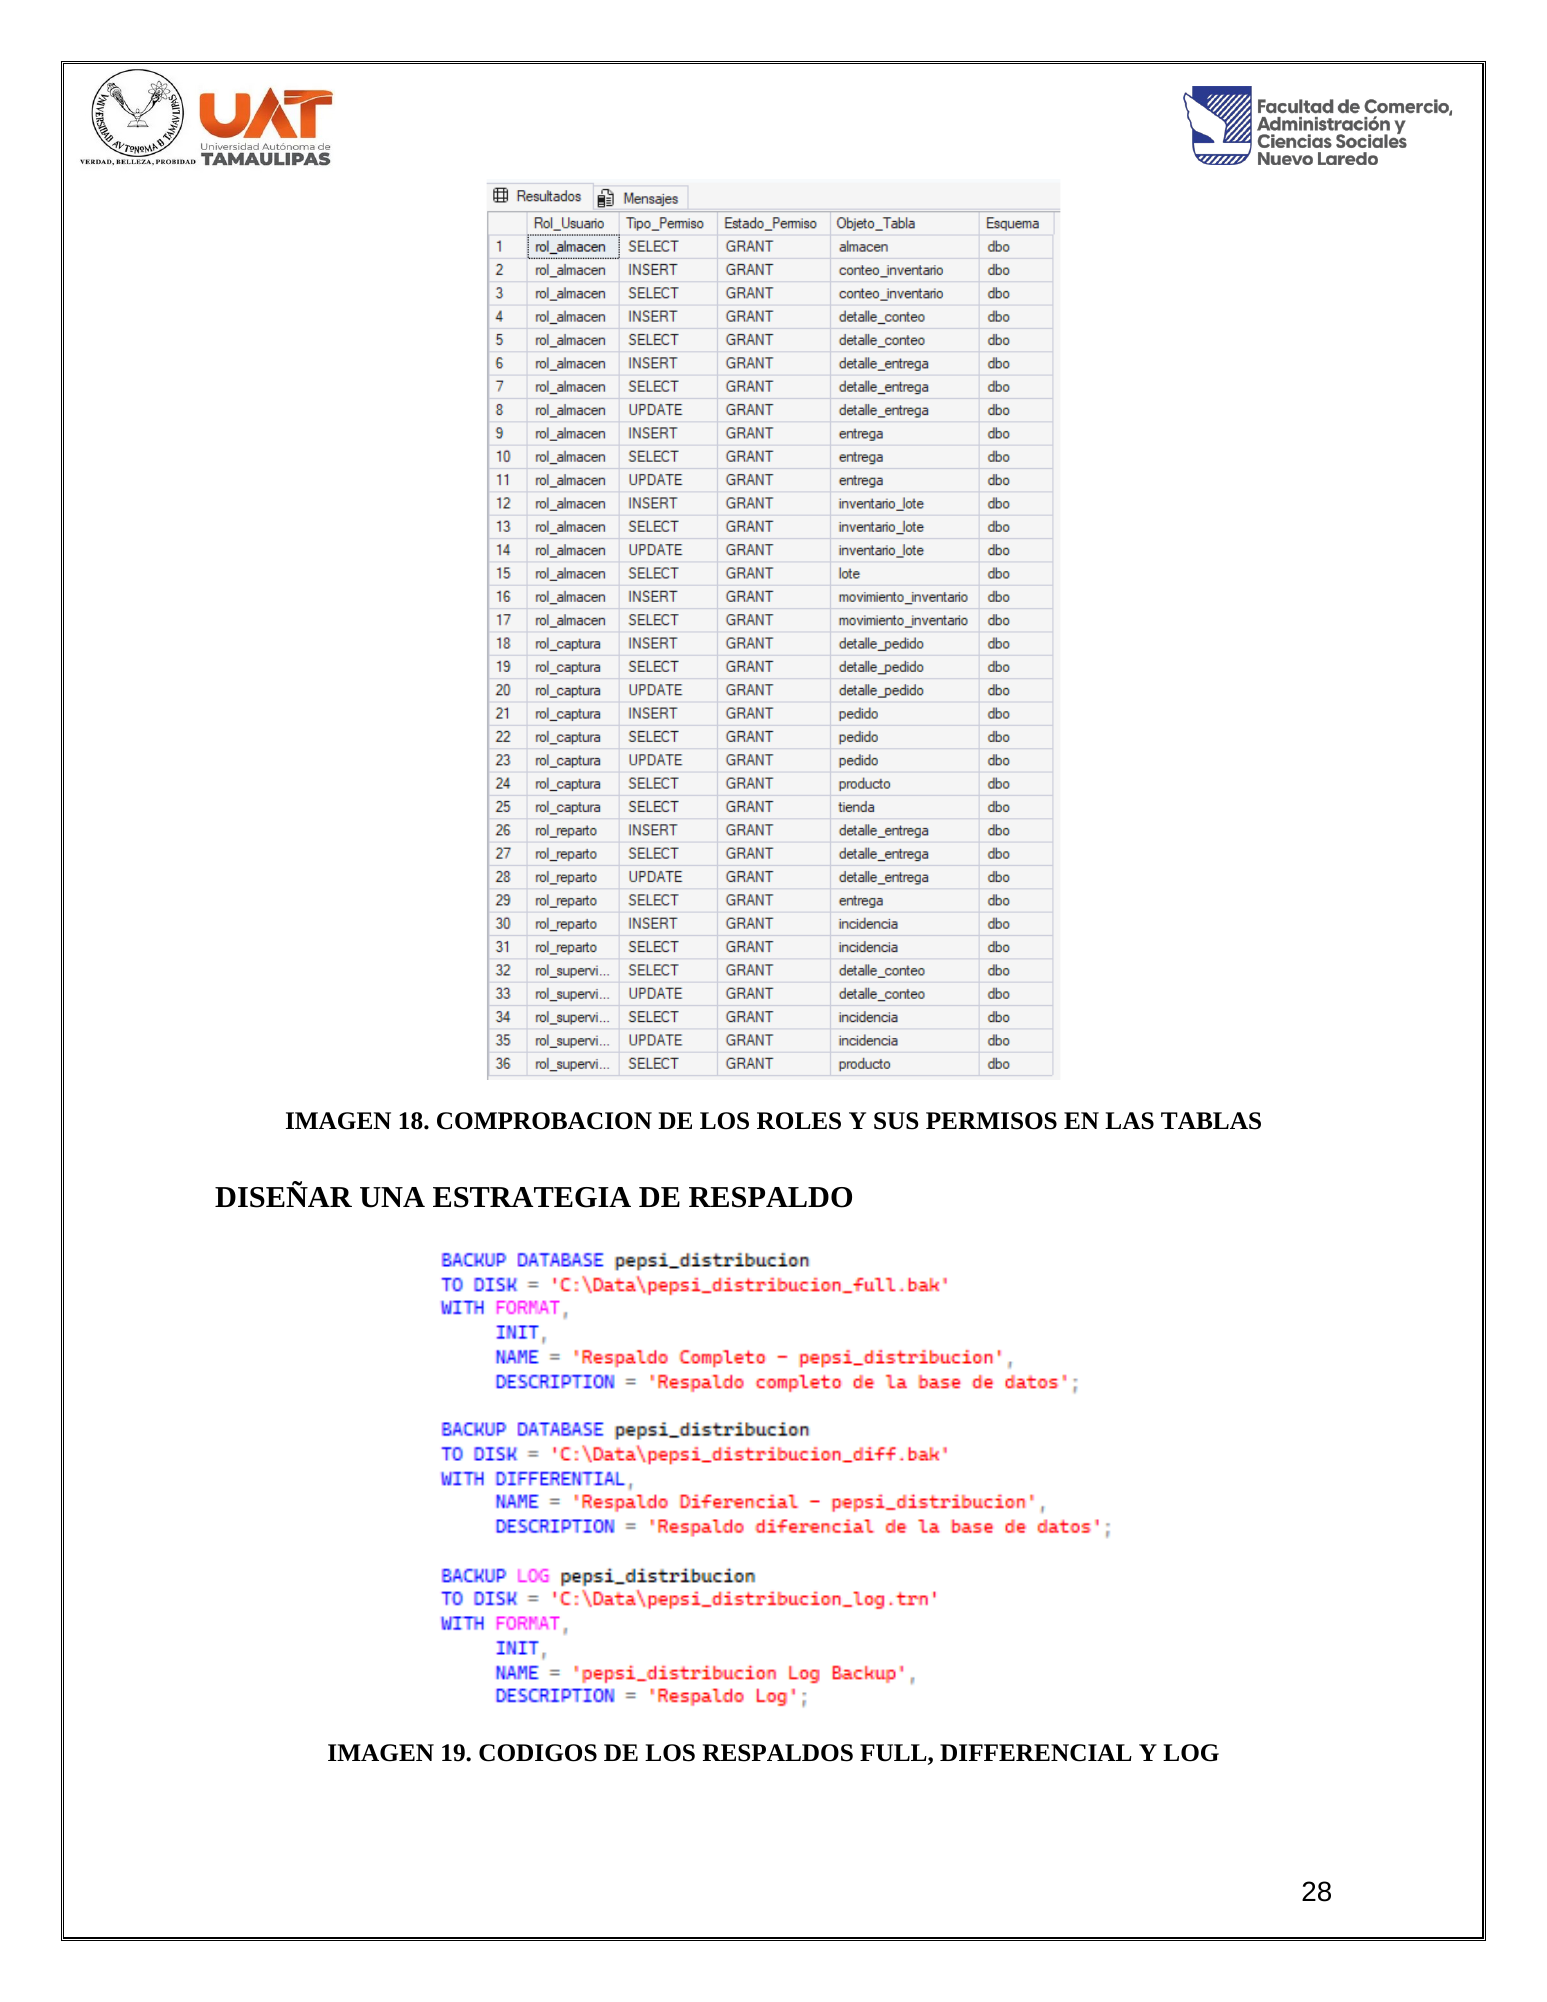 UNIVERSIDAD AVTONOMA D TAMAVLIPAS
VERDAD, BELLEZA, PROBIDAD
UAT
Universidad Autónoma de
TAMAULIPAS
Facultad de Comercio,
Administración y
Ciencias Sociales
Nuevo Laredo
Resultados Mensajes
Rol_Usuario Tipo_Permiso Estado_Permiso Objeto_Tabla Esquema
1 rol_almacen SELECT GRANT almacen dbo
2 rol_almacen INSERT GRANT conteo_inventario dbo
3 rol_almacen SELECT GRANT conteo_inventario dbo
4 rol_almacen INSERT GRANT detalle_conteo dbo
5 rol_almacen SELECT GRANT detalle_conteo dbo
6 rol_almacen INSERT GRANT detalle_entrega dbo
7 rol_almacen SELECT GRANT detalle_entrega dbo
8 rol_almacen UPDATE GRANT detalle_entrega dbo
9 rol_almacen INSERT GRANT entrega dbo
10 rol_almacen SELECT GRANT entrega dbo
11 rol_almacen UPDATE GRANT entrega dbo
12 rol_almacen INSERT GRANT inventario_lote dbo
13 rol_almacen SELECT GRANT inventario_lote dbo
14 rol_almacen UPDATE GRANT inventario_lote dbo
15 rol_almacen SELECT GRANT lote dbo
16 rol_almacen INSERT GRANT movimiento_inventario dbo
17 rol_almacen SELECT GRANT movimiento_inventario dbo
18 rol_captura INSERT GRANT detalle_pedido dbo
19 rol_captura SELECT GRANT detalle_pedido dbo
20 rol_captura UPDATE GRANT detalle_pedido dbo
21 rol_captura INSERT GRANT pedido dbo
22 rol_captura SELECT GRANT pedido dbo
23 rol_captura UPDATE GRANT pedido dbo
24 rol_captura SELECT GRANT producto dbo
25 rol_captura SELECT GRANT tienda dbo
26 rol_reparto INSERT GRANT detalle_entrega dbo
27 rol_reparto SELECT GRANT detalle_entrega dbo
28 rol_reparto UPDATE GRANT detalle_entrega dbo
29 rol_reparto SELECT GRANT entrega dbo
30 rol_reparto INSERT GRANT incidencia dbo
31 rol_reparto SELECT GRANT incidencia dbo
32 rol_supervi... SELECT GRANT detalle_conteo dbo
33 rol_supervi... UPDATE GRANT detalle_conteo dbo
34 rol_supervi... SELECT GRANT incidencia dbo
35 rol_supervi... UPDATE GRANT incidencia dbo
36 rol_supervi... SELECT GRANT producto dbo
IMAGEN 18. COMPROBACION DE LOS ROLES Y SUS PERMISOS EN LAS TABLAS
DISEÑAR UNA ESTRATEGIA DE RESPALDO
BACKUP DATABASE pepsi_distribucion
TO DISK = 'C:\Data\pepsi_distribucion_full.bak'
WITH FORMAT,
INIT,
NAME = 'Respaldo Completo - pepsi_distribucion',
DESCRIPTION = 'Respaldo completo de la base de datos';
BACKUP DATABASE pepsi_distribucion
TO DISK = 'C:\Data\pepsi_distribucion_diff.bak'
WITH DIFFERENTIAL,
NAME = 'Respaldo Diferencial - pepsi_distribucion',
DESCRIPTION = 'Respaldo diferencial de la base de datos';
BACKUP LOG pepsi_distribucion
TO DISK = 'C:\Data\pepsi_distribucion_log.trn'
WITH FORMAT,
INIT,
NAME = 'pepsi_distribucion Log Backup',
DESCRIPTION = 'Respaldo Log';
IMAGEN 19. CODIGOS DE LOS RESPALDOS FULL, DIFFERENCIAL Y LOG
28